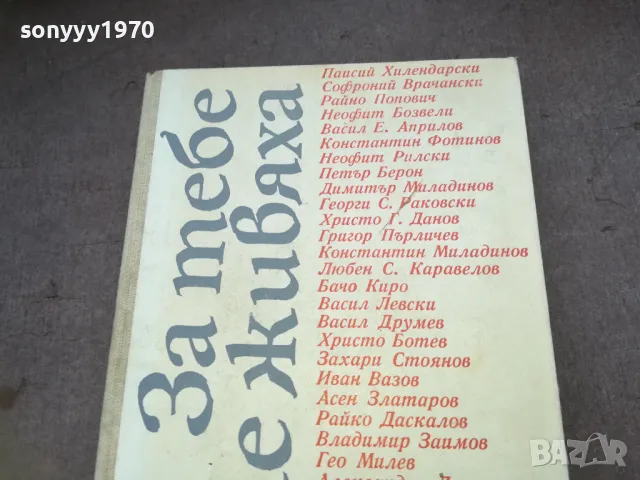 sonyyy1970
За тебе
е живяха
Паисий Хилендарски
Софроний Врачански
Райно Попович
Неофит Бозвели
Васил Е. Априлов
Константин Фотинов
Неофит Рилски
Петър Берон
Димитър Миладинов
Георги С. Раковски
Христо Г. Данов
Григор Пърличев
Константин Миладинов
Любен С. Каравелов
Бачо Киро
Васил Левски
Васил Друмев
Христо Ботев
Захари Стоянов
Иван Вазов
Асен Златаров
Райко Даскалов
Владимир Заимов
Гео Милев
BAZAR
bg